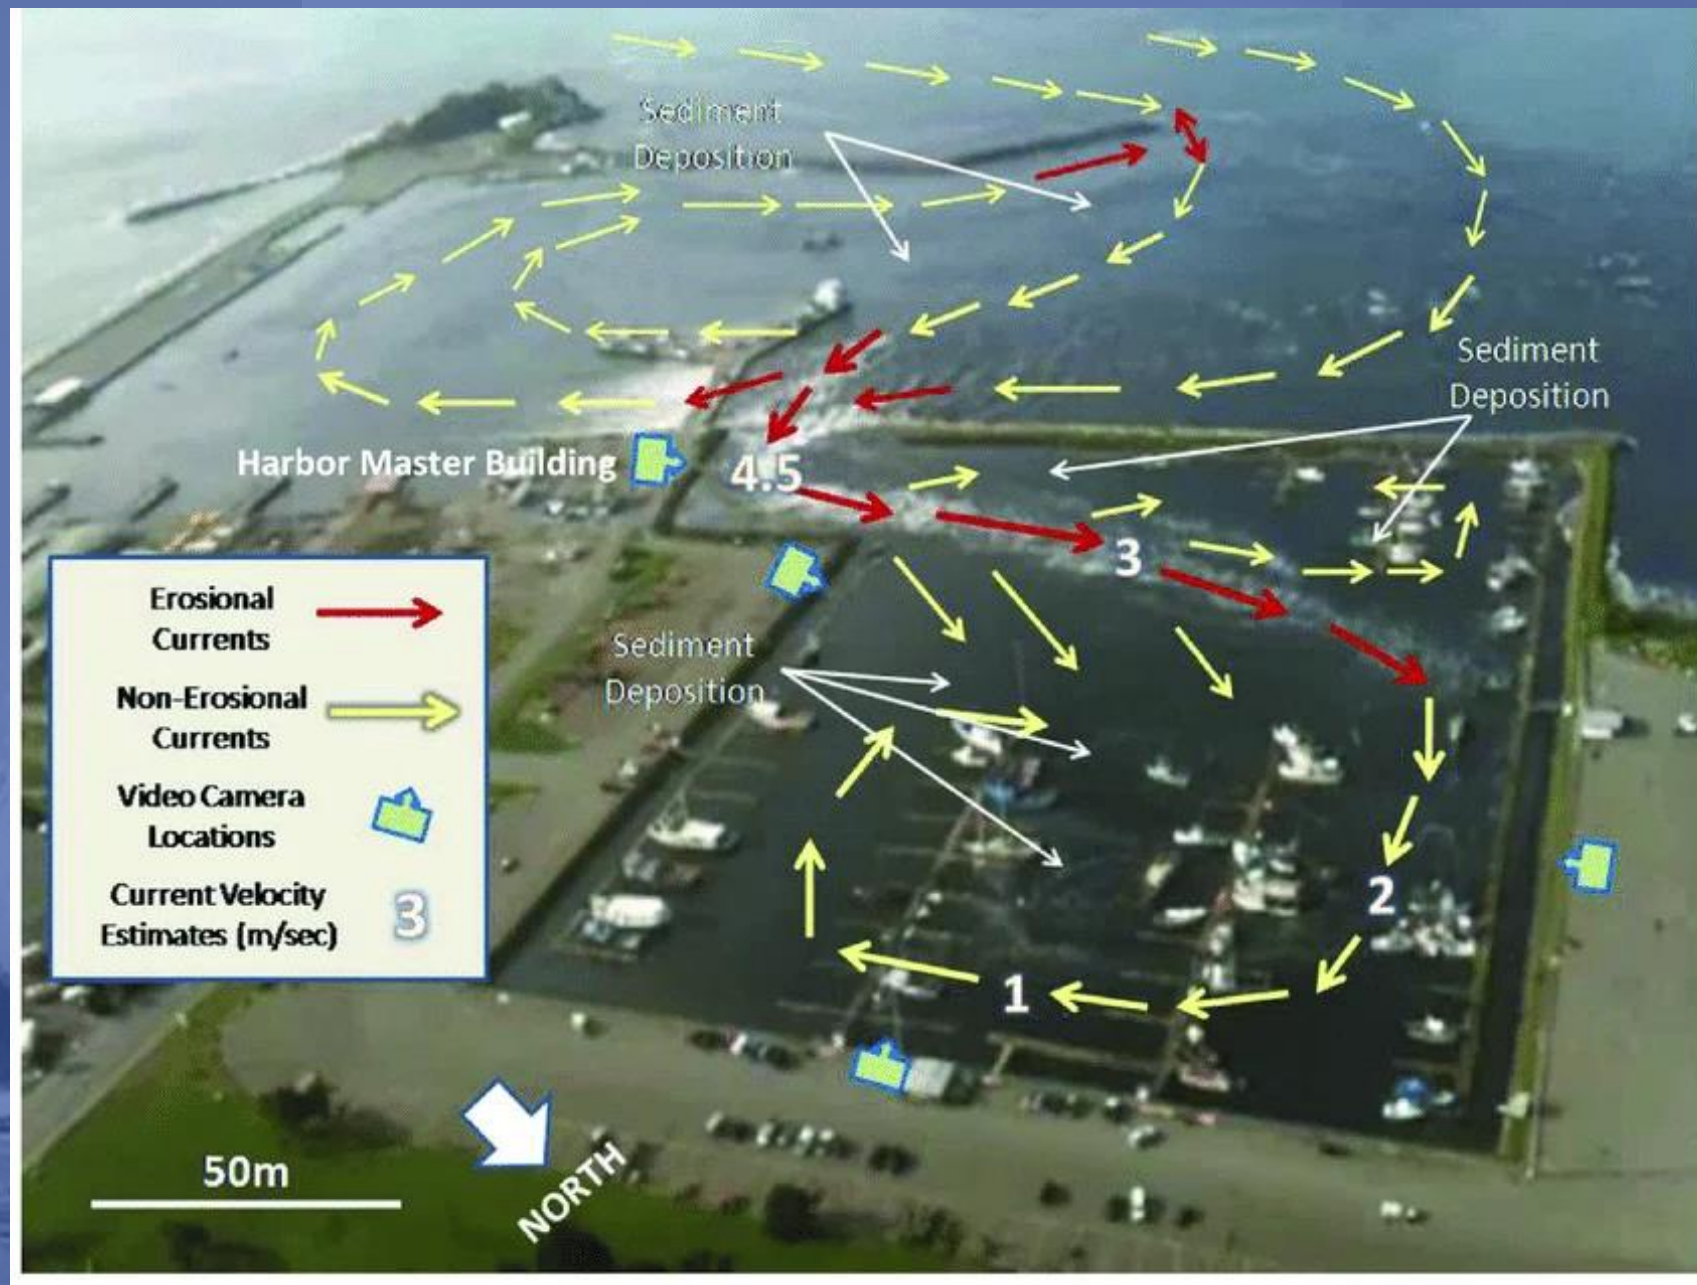 Sediment
Deposition
Sediment
Deposition
Harbor Master Building
4.5
3
Erosional
Currents
Non-Erosional
Currents
Video Camera
Locations
Current Velocity
Estimates (m/sec)
3
Sediment
Deposition
2
1
50m
NORTH